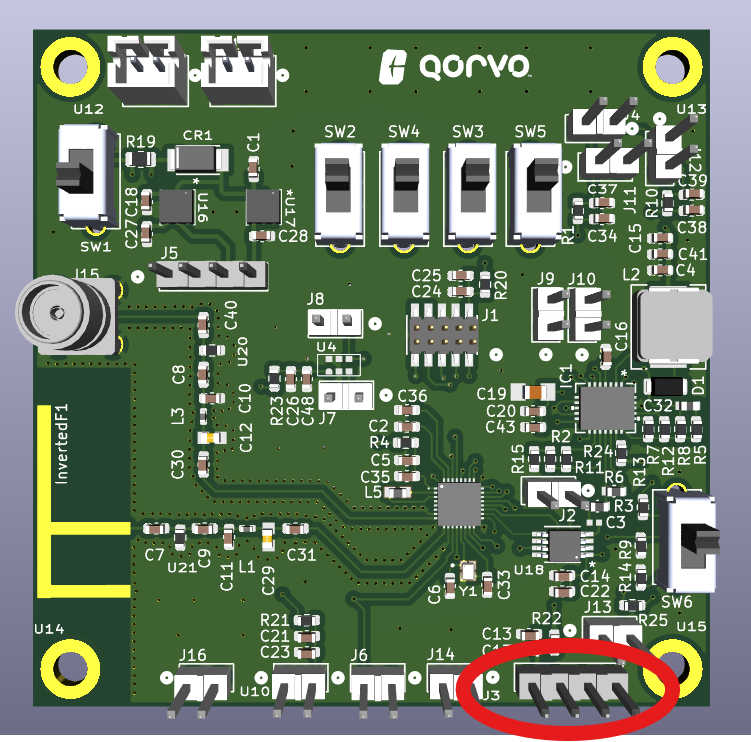 Qorvo
U12
U13
J4
J12
R19
CR1
C1
SW2
SW4
SW3
SW5
J11
C37
C34
R1
R10
C39
C38
C18
C27
U16
*
U17
*
C28
SW1
J5
C15
C41
C4
L2
J15
C40
U20
C25
C24
R20
J9
J10
J8
J1
C16
U4
C8
C10
L3
C12
C30
R23
C26
C48
J7
C36
C2
R4
C5
C35
L5
C19
C20
C43
*
D1
C32
R7
R12
R8
R5
R2
R15
R11
R24
R13
R6
R3
InvertedF1
J2
C3
U18
*
R9
R14
SW6
C7
U21
C9
C11
L1
C29
C31
C6
Y1
C33
C14
C22
R22
J13
R25
U14
R21
C21
C23
C13
U15
J16
U10
J6
J14
J3